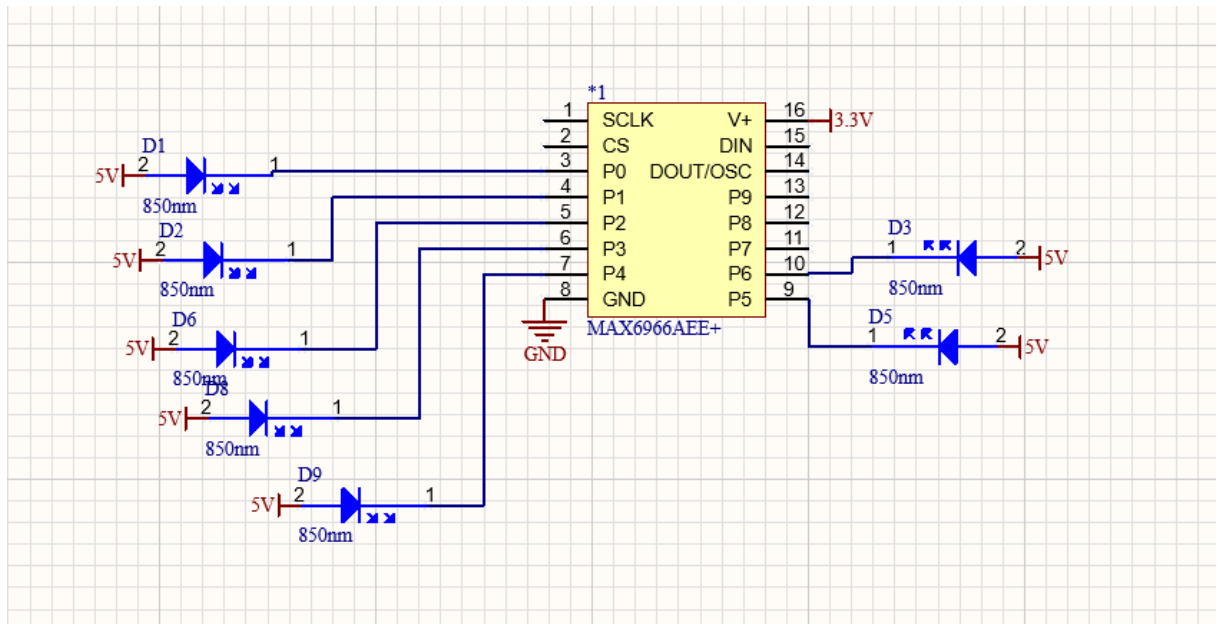 *1
1 SCLK V+ 16 3.3V
2 CS DIN 15
3 P0 DOUT/OSC 14
4 P1 P9 13
5 P2 P8 12
6 P3 P7 11
7 P4 P6 10
8 GND P5 9
MAX6966AEE+
GND
D1
5V 2 1
850nm
D2
5V 2 1
850nm
D6
5V 2 1
850nm
D8
5V 2 1
850nm
D9
5V 2 1
850nm
D3
1 2 5V
850nm
D5
1 2 5V
850nm